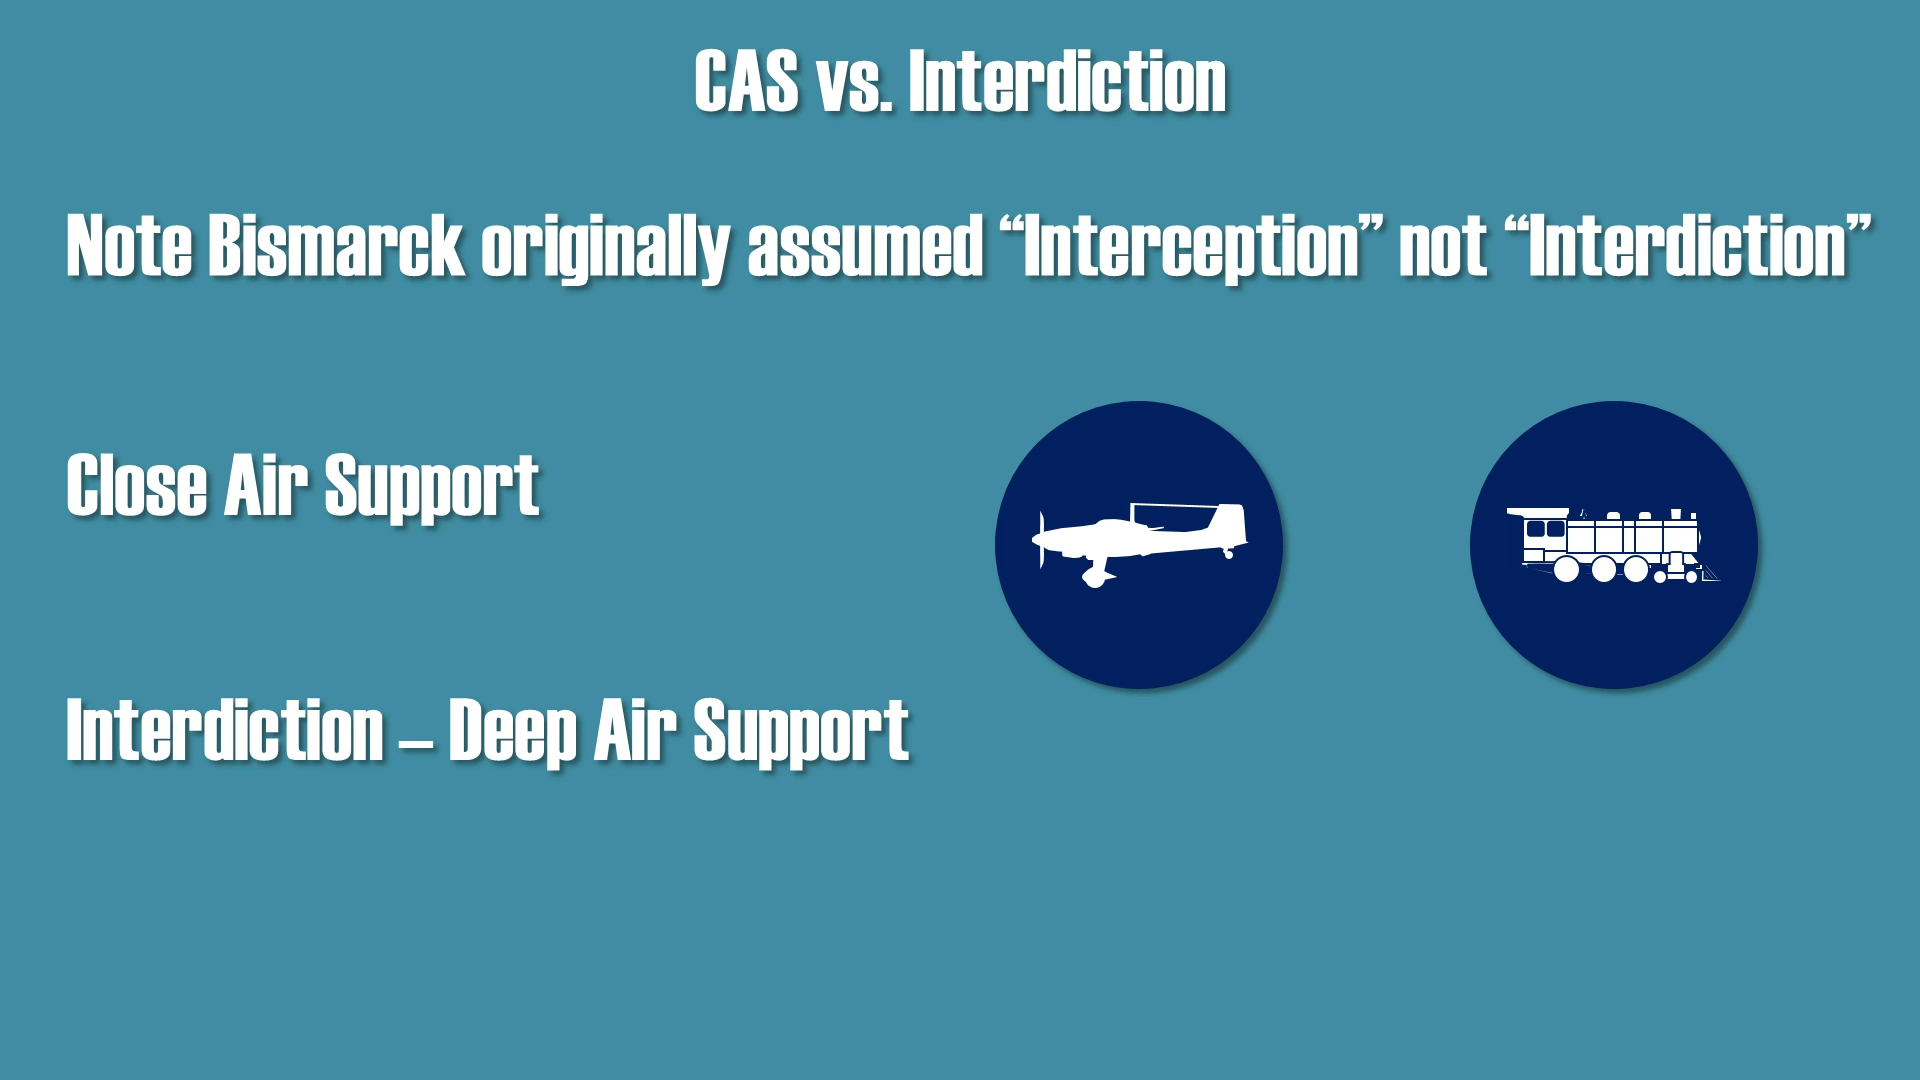 CAS vs. Interdiction
Note Bismarck originally assumed “Interception” not “Interdiction”
Close Air Support
Interdiction – Deep Air Support